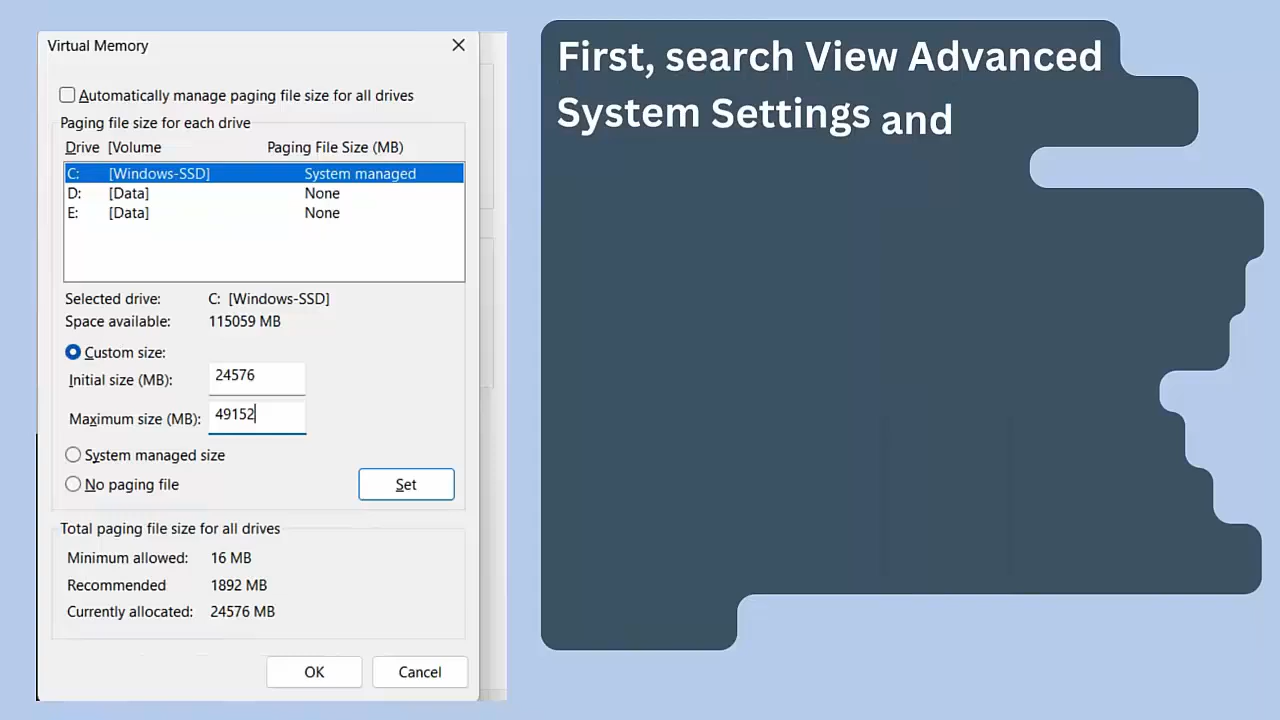 Virtual Memory
Automatically manage paging file size for all drives
Paging file size for each drive
Drive [Volume Paging File Size (MB)
C: [Windows-SSD] System managed
D: [Data] None
E: [Data] None
Selected drive: C: [Windows-SSD]
Space available: 115059 MB
Custom size:
Initial size (MB): 24576
Maximum size (MB): 49152
System managed size
No paging file Set
Total paging file size for all drives
Minimum allowed: 16 MB
Recommended 1892 MB
Currently allocated: 24576 MB
OK Cancel
First, search View Advanced
System Settings and